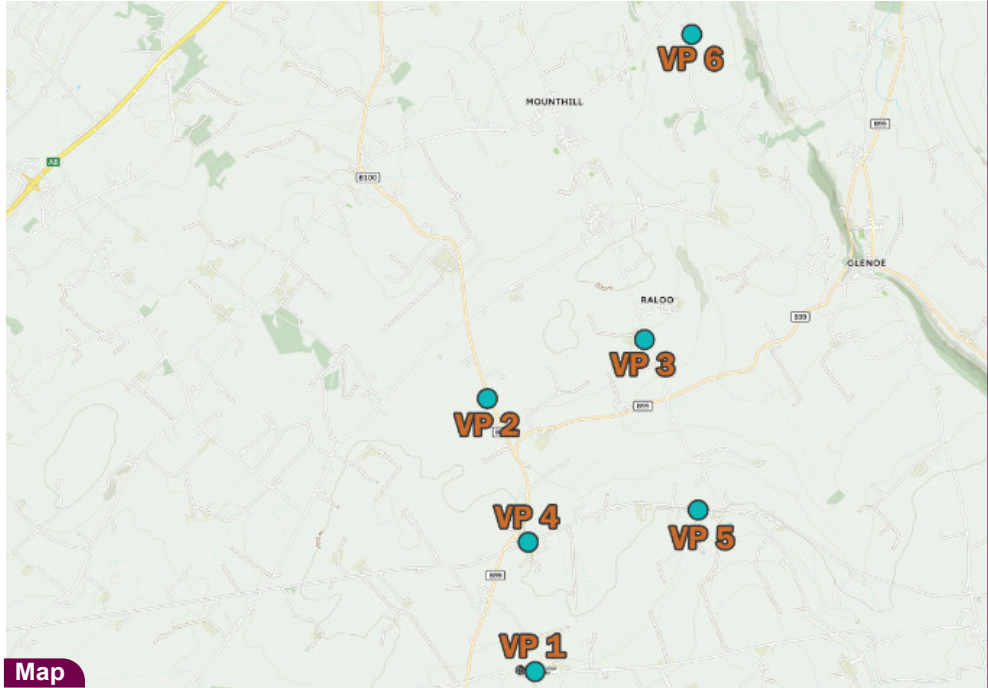 VP 6
MOUNTHILL
B99
A8
B100
GLENOE
RALOO
B99
VP 3
B99
VP 2
VP 4
VP 5
B99
VP 1
Map